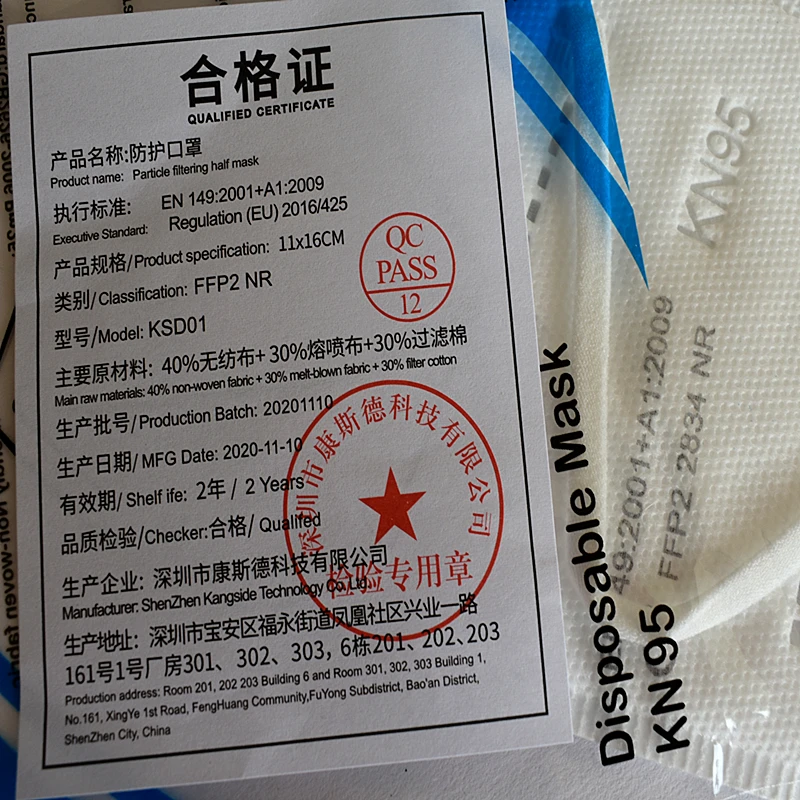 合格证
QUALIFIED CERTIFICATE
产品名称:防护口罩
Product name: Particle filtering half mask
执行标准: EN 149:2001+A1:2009
Executive Standard: Regulation (EU) 2016/425
产品规格/Product specification: 11x16CM
类别/Classification: FFP2 NR
型号/Model: KSD01
主要原材料: 40%无纺布+ 30%熔喷布+30%过滤棉
Main raw materials: 40% non-woven fabric + 30% melt-blown fabric + 30% filter cotton
生产批号/Production Batch: 20201110
生产日期/ MFG Date: 2020-11-10
有效期/ Shelf ife: 2年 / 2 Years
品质检验/Checker:合格/ Qualifed
生产企业: 深圳市康斯德科技有限公司
Manufacturer: ShenZhen Kangside Technology Co.,Ltd.
生产地址: 深圳市宝安区福永街道凤凰社区兴业一路
161号1号厂房301、302、303，6栋201、202、203
Production address: Room 201, 202 203 Building 6 and Room 301, 302, 303 Building 1,
No.161, XingYe 1st Road, FengHuang Community,FuYong Subdistrict, Bao'an District,
ShenZhen City, China
QC
PASS
12
深圳市康斯德科技有限公司
检验专用章
Disposable Mask
KN95
KN95
49:2001+A1:2009
FFP2 2834 NR